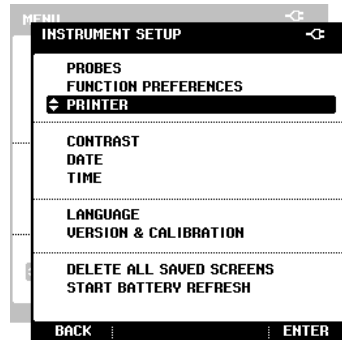 MENU
INSTRUMENT SETUP
PROBES
FUNCTION PREFERENCES
PRINTER
CONTRAST
DATE
TIME
LANGUAGE
VERSION & CALIBRATION
DELETE ALL SAVED SCREENS
START BATTERY REFRESH
BACK
ENTER